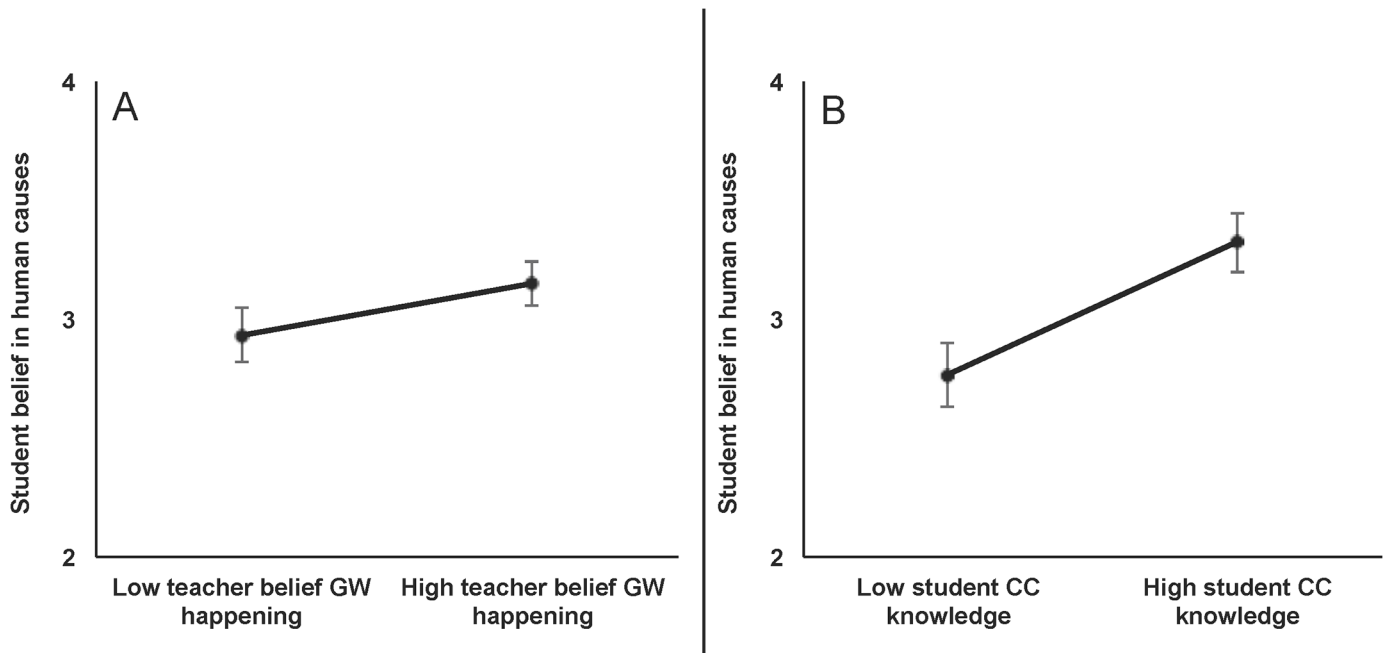 A
Student belief in human causes
4
3
2
Low teacher belief GW
happening
High teacher belief GW
happening
B
Student belief in human causes
4
3
2
Low student CC
knowledge
High student CC
knowledge